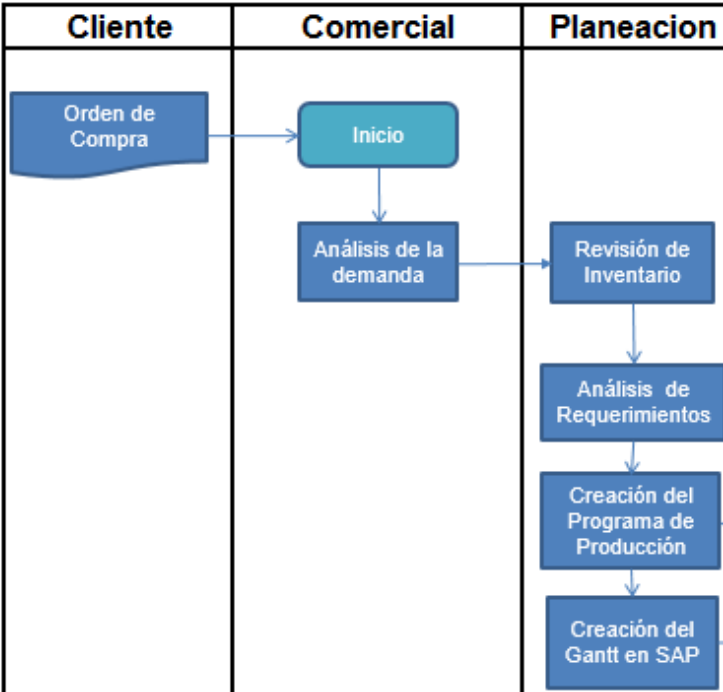 Cliente
Comercial
Planeacion
Orden de
Compra
Inicio
Análisis de la
demanda
Revisión de
Inventario
Análisis de
Requerimientos
Creación del
Programa de
Producción
Creación del
Gantt en SAP